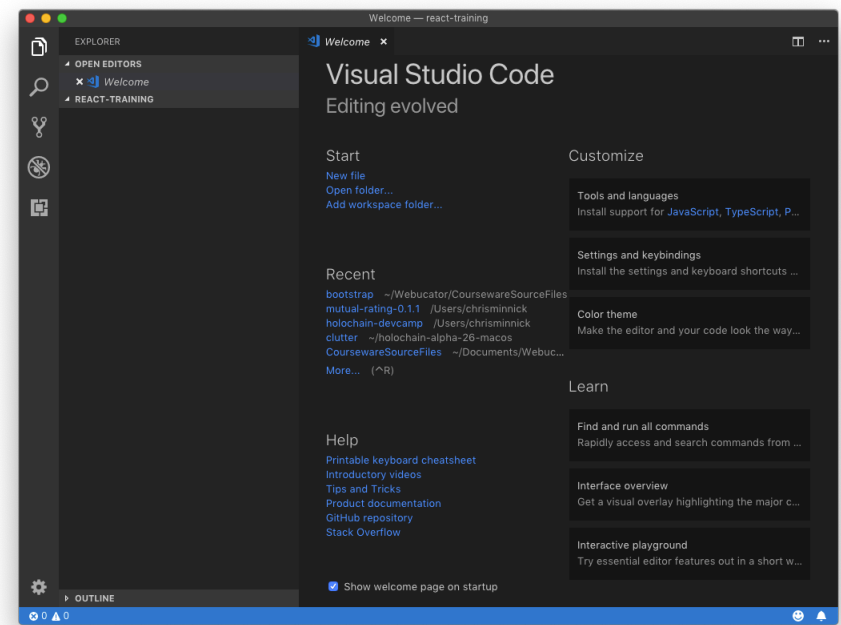 Welcome — react-training
EXPLORER
OPEN EDITORS
Welcome
REACT-TRAINING
OUTLINE
Welcome
Visual Studio Code
Editing evolved
Start
New file
Open folder...
Add workspace folder...
Recent
bootstrap ~/Webucator/CoursewareSourceFiles
mutual-rating-0.1.1 /Users/chrisminnick
holochain-devcamp /Users/chrisminnick
clutter ~/holochain-alpha-26-macos
CoursewareSourceFiles ~/Documents/Webuc...
More... (^R)
Help
Printable keyboard cheatsheet
Introductory videos
Tips and Tricks
Product documentation
GitHub repository
Stack Overflow
Show welcome page on startup
Customize
Tools and languages
Install support for JavaScript, TypeScript, P...
Settings and keybindings
Install the settings and keyboard shortcuts ...
Color theme
Make the editor and your code look the way...
Learn
Find and run all commands
Rapidly access and search commands from ...
Interface overview
Get a visual overlay highlighting the major c...
Interactive playground
Try essential editor features out in a short w...
0 0